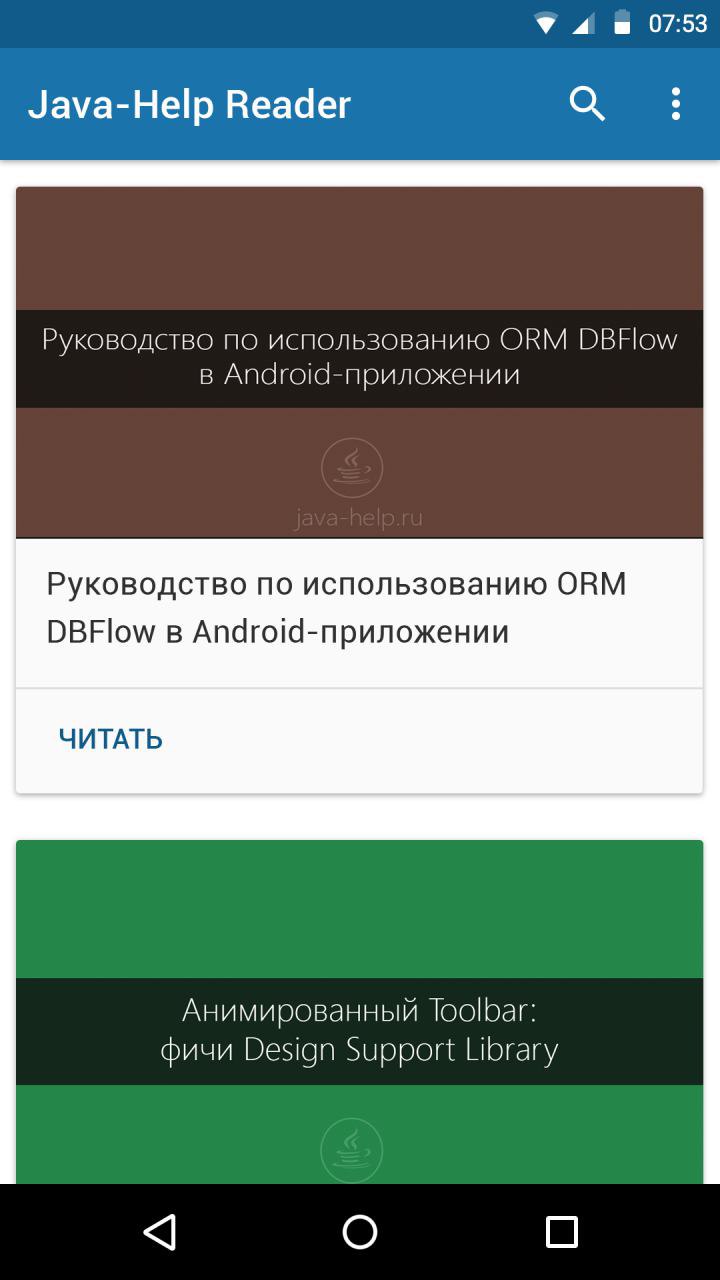 07:53
Java-Help Reader
Руководство по использованию ORM DBFlow
в Android-приложении
java-help.ru
Руководство по использованию ORM
DBFlow в Android-приложении
ЧИТАТЬ
Анимированный Toolbar:
фичи Design Support Library